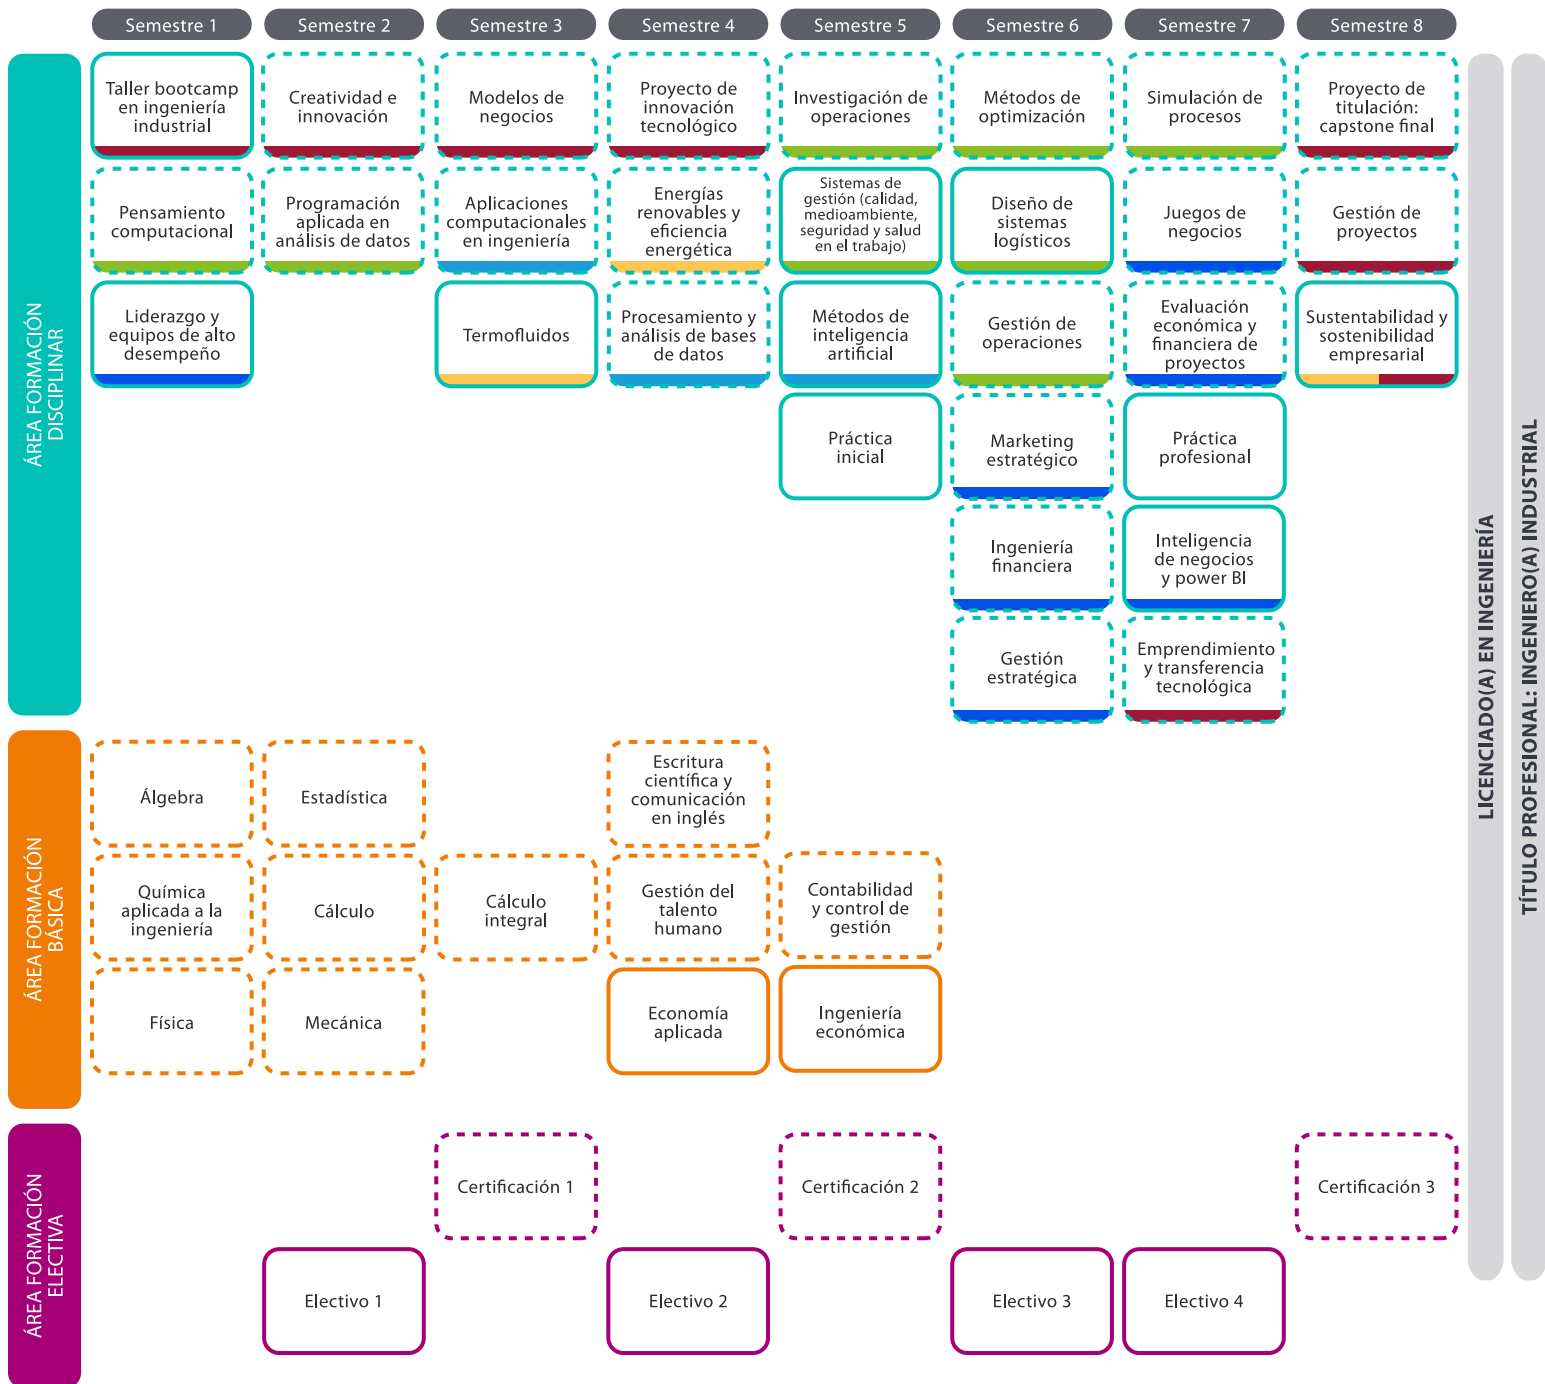 Semestre 1
Semestre 2
Semestre 3
Semestre 4
Semestre 5
Semestre 6
Semestre 7
Semestre 8
ÁREA FORMACIÓN
DISCIPLINAR
Taller bootcamp
en ingeniería
industrial
Creatividad e
innovación
Modelos de
negocios
Proyecto de
innovación
tecnológico
Investigación de
operaciones
Métodos de
optimización
Simulación de
procesos
Proyecto de
titulación:
capstone final
Pensamiento
computacional
Programación
aplicada en
análisis de datos
Aplicaciones
computacionales
en ingeniería
Energías
renovables y
eficiencia
energética
Sistemas de
gestión (calidad,
medioambiente,
seguridad y salud
en el trabajo)
Diseño de
sistemas
logísticos
Juegos de
negocios
Gestión de
proyectos
Liderazgo y
equipos de alto
desempeño
Termofluidos
Procesamiento y
análisis de bases
de datos
Métodos de
inteligencia
artificial
Gestión de
operaciones
Evaluación
económica y
financiera de
proyectos
Sustentabilidad y
sostenibilidad
empresarial
Práctica
inicial
Marketing
estratégico
Práctica
profesional
Ingeniería
financiera
Inteligencia
de negocios
y power BI
Gestión
estratégica
Emprendimiento
y transferencia
tecnológica
ÁREA FORMACIÓN
BÁSICA
Álgebra
Estadística
Escritura
científica y
comunicación
en inglés
Química
aplicada a la
ingeniería
Cálculo
Cálculo
integral
Gestión del
talento
humano
Contabilidad
y control de
gestión
Física
Mecánica
Economía
aplicada
Ingeniería
económica
ÁREA FORMACIÓN
ELECTIVA
Certificación 1
Certificación 2
Certificación 3
Electivo 1
Electivo 2
Electivo 3
Electivo 4
LICENCIADO(A) EN INGENIERÍA
TÍTULO PROFESIONAL: INGENIERO(A) INDUSTRIAL